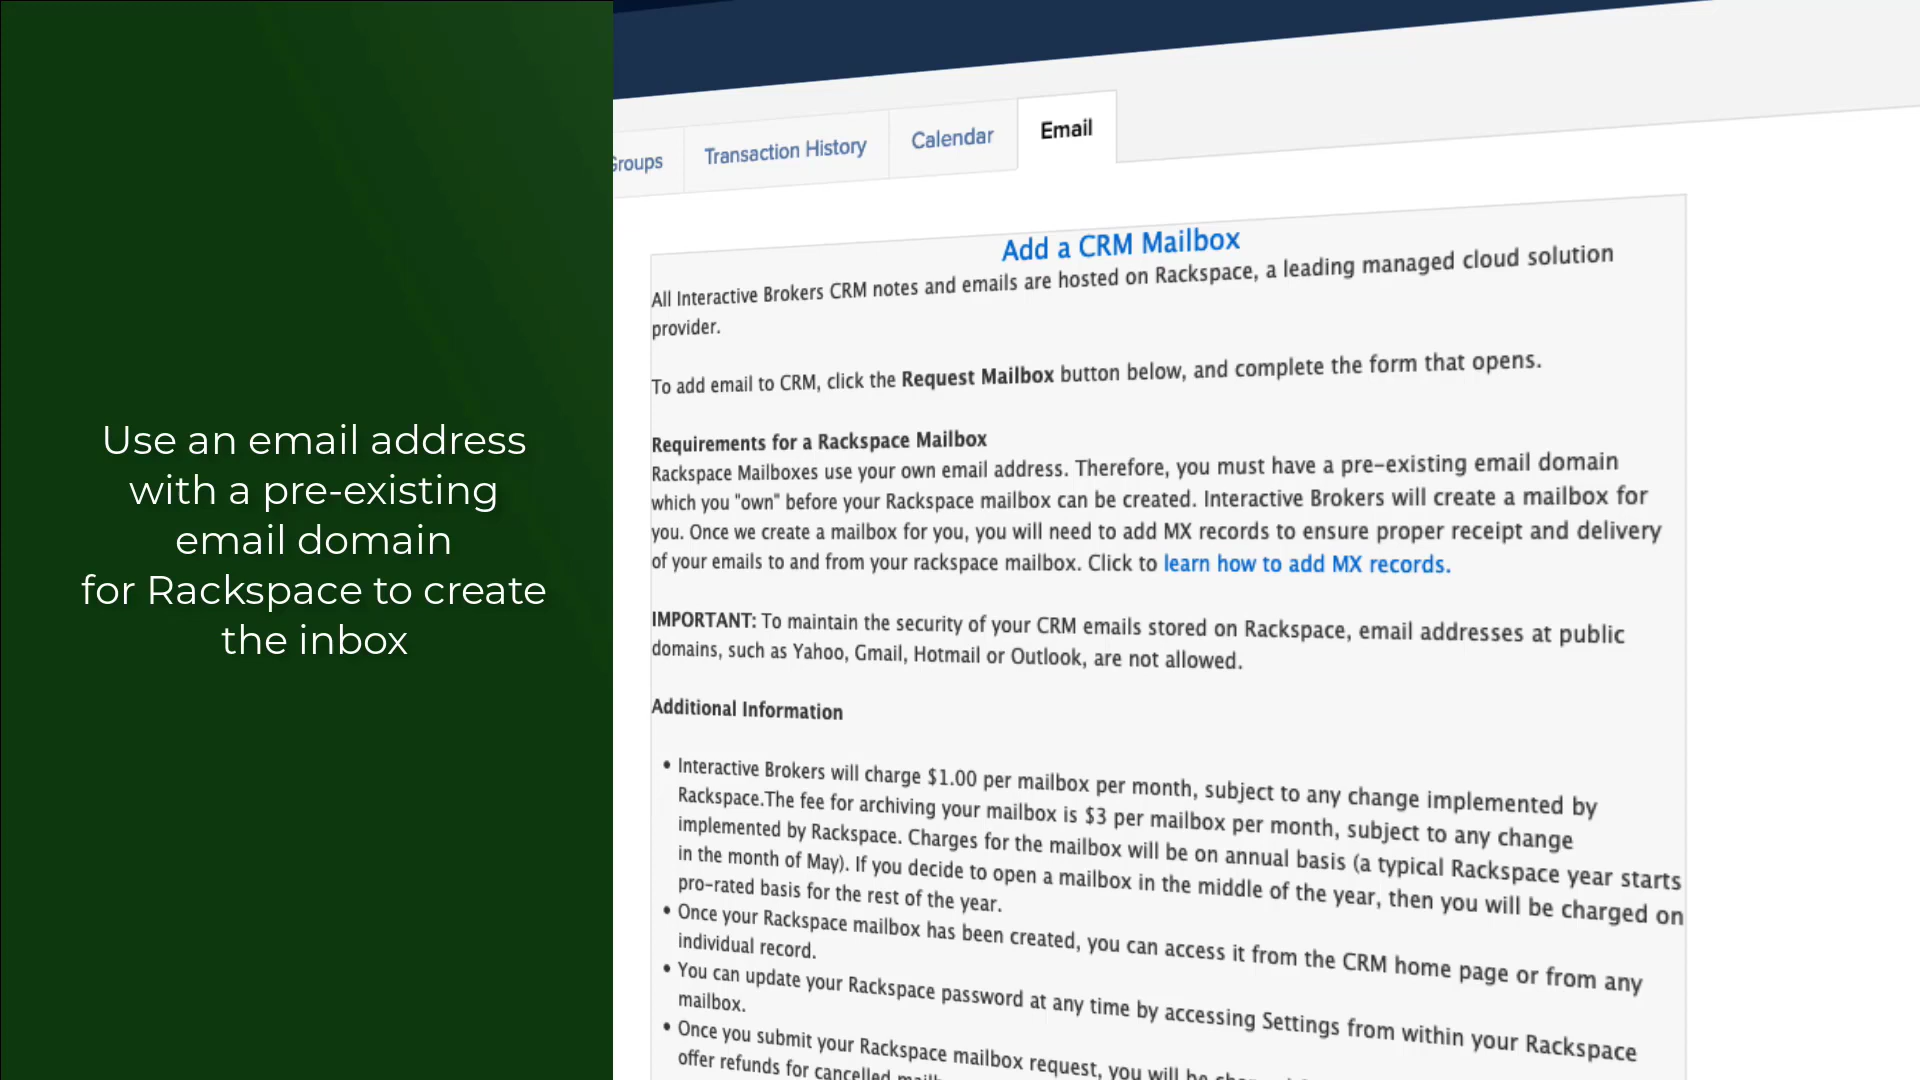 Use an email address
with a pre-existing
email domain
for Rackspace to create
the inbox
Groups
Transaction History
Calendar
Email
Add a CRM Mailbox
All Interactive Brokers CRM notes and emails are hosted on Rackspace, a leading managed cloud solution
provider.
To add email to CRM, click the Request Mailbox button below, and complete the form that opens.
Requirements for a Rackspace Mailbox
Rackspace Mailboxes use your own email address. Therefore, you must have a pre-existing email domain
which you "own" before your Rackspace mailbox can be created. Interactive Brokers will create a mailbox for
you. Once we create a mailbox for you, you will need to add MX records to ensure proper receipt and delivery
of your emails to and from your rackspace mailbox. Click to learn how to add MX records.
IMPORTANT: To maintain the security of your CRM emails stored on Rackspace, email addresses at public
domains, such as Yahoo, Gmail, Hotmail or Outlook, are not allowed.
Additional Information
• Interactive Brokers will charge $1.00 per mailbox per month, subject to any change implemented by
Rackspace.The fee for archiving your mailbox is $3 per mailbox per month, subject to any change
implemented by Rackspace. Charges for the mailbox will be on annual basis (a typical Rackspace year starts
in the month of May). If you decide to open a mailbox in the middle of the year, then you will be charged on
pro-rated basis for the rest of the year.
• Once your Rackspace mailbox has been created, you can access it from the CRM home page or from any
individual record.
• You can update your Rackspace password at any time by accessing Settings from within your Rackspace
mailbox.
• Once you submit your Rackspace mailbox request, you will be
offer refunds for cancelled